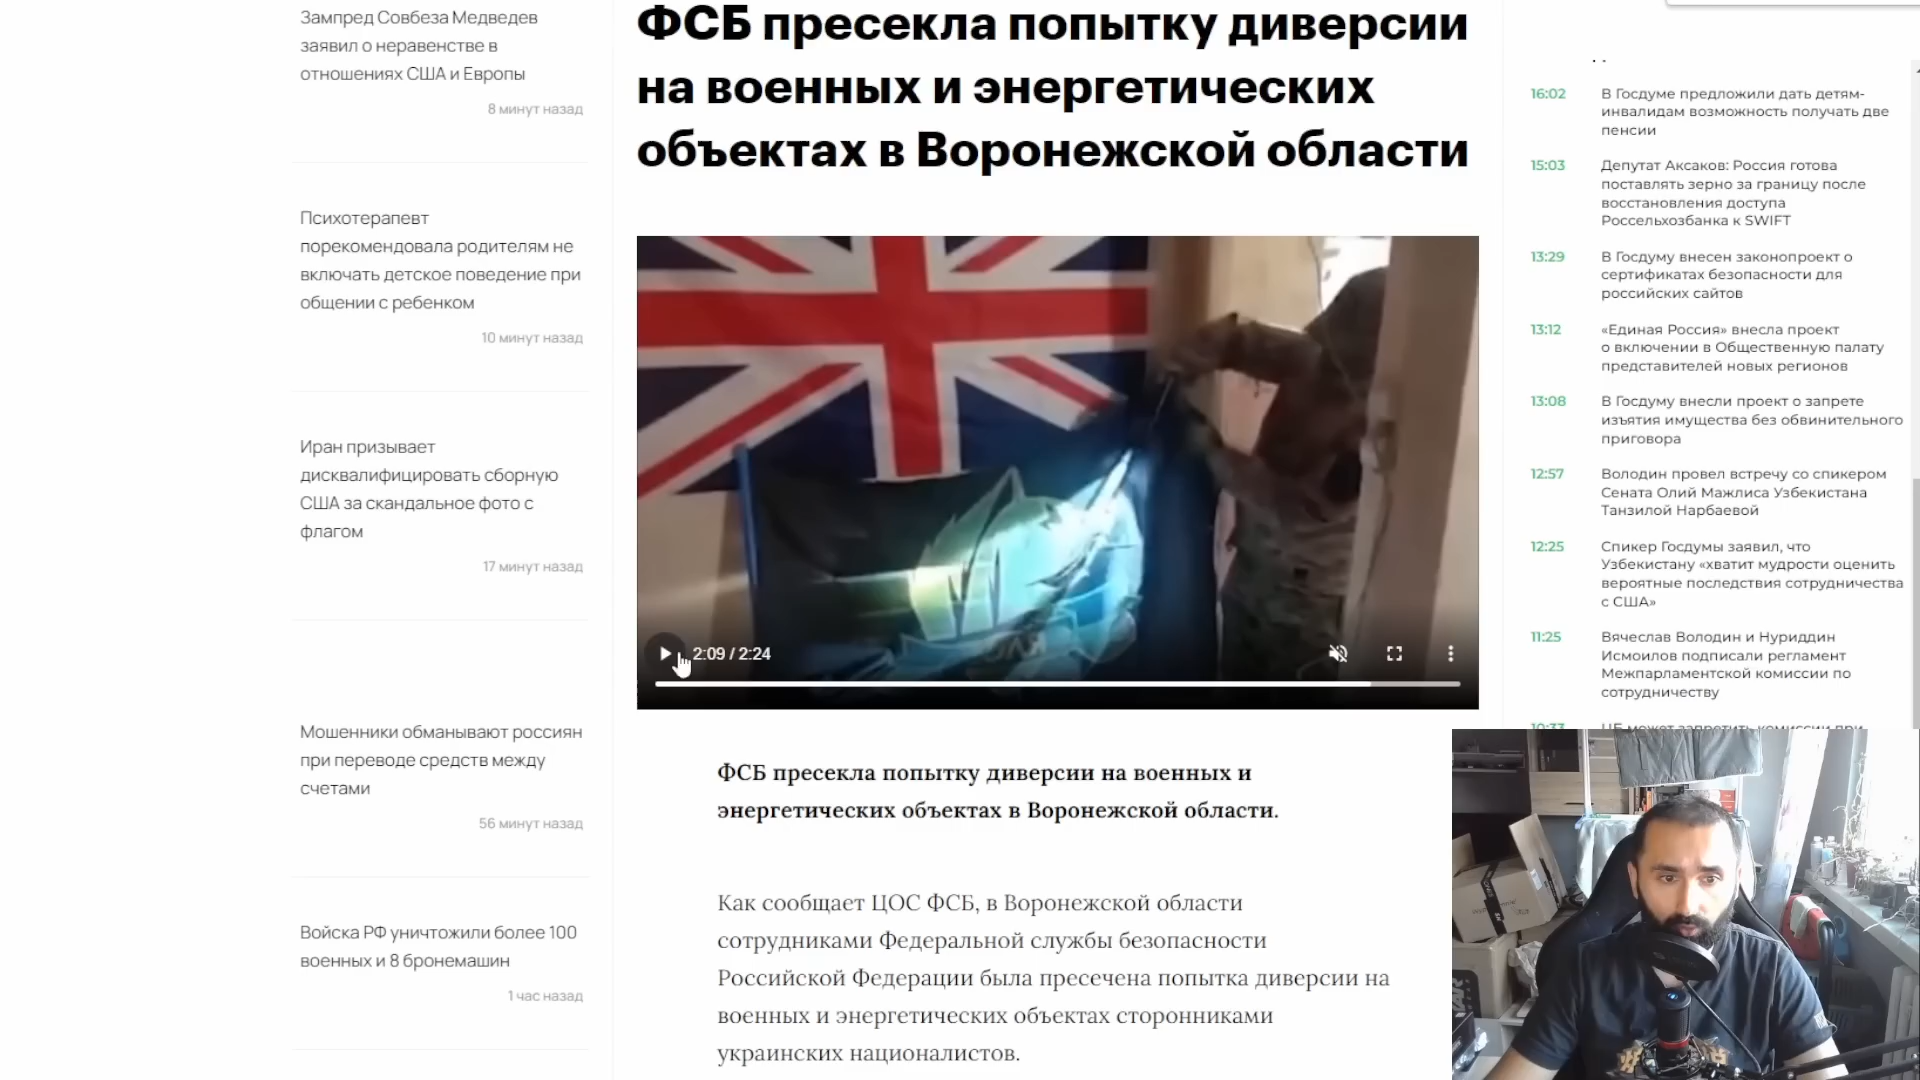 Зампред Совбеза Медведев
заявил о неравенстве в
отношениях США и Европы
8 минут назад
Психотерапевт
порекомендовала родителям не
включать детское поведение при
общении с ребенком
10 минут назад
Иран призывает
дисквалифицировать сборную
США за скандальное фото с
флагом
17 минут назад
Мошенники обманывают россиян
при переводе средств между
счетами
56 минут назад
Войска РФ уничтожили более 100
военных и 8 бронемашин
1 час назад
ФСБ пресекла попытку диверсии
на военных и энергетических
объектах в Воронежской области
2:09 / 2:24
ФСБ пресекла попытку диверсии на военных и
энергетических объектах в Воронежской области.
Как сообщает ЦОС ФСБ, в Воронежской области
сотрудниками Федеральной службы безопасности
Российской Федерации была пресечена попытка диверсии на
военных и энергетических объектах сторонниками
украинских националистов.
16:02
В Госдуме предложили дать детям-
инвалидам возможность получать две
пенсии
15:03
Депутат Аксаков: Россия готова
поставлять зерно за границу после
восстановления доступа
Россельхозбанка к SWIFT
13:29
В Госдуму внесен законопроект о
сертификатах безопасности для
российских сайтов
13:12
«Единая Россия» внесла проект
о включении в Общественную палату
представителей новых регионов
13:08
В Госдуму внесли проект о запрете
изъятия имущества без обвинительного
приговора
12:57
Володин провел встречу со спикером
Сената Олий Мажлиса Узбекистана
Танзилой Нарбаевой
12:25
Спикер Госдумы заявил, что
Узбекистану «хватит мудрости оценить
вероятные последствия сотрудничества
с США»
11:25
Вячеслав Володин и Нуриддин
Исмоилов подписали регламент
Межпарламентской комиссии по
сотрудничеству
10:33
ЦБ может запретить комиссии при